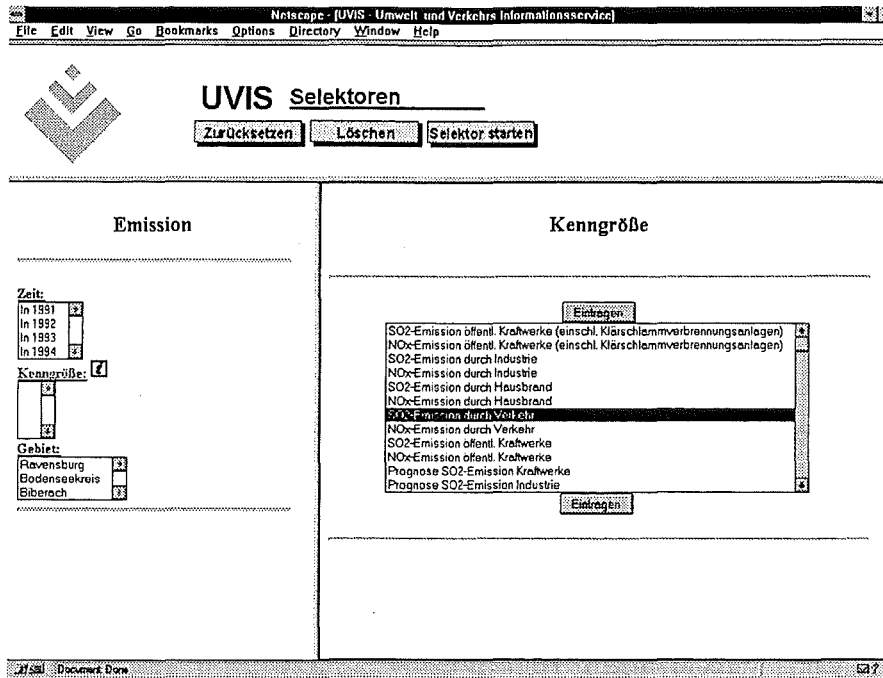 Netscape - [UVIS - Umwelt und Verkehrs Informationsservice]
File Edit View Go Bookmarks Options Directory Window Help
UVIS Selektoren
Zurücksetzen Löschen Selektor starten
Emission
Zeit:
In 1991
In 1992
In 1993
In 1994
Kenngröße: ?
Gebiet:
Ravensburg
Bodenseekreis
Biberach
Kenngröße
Eintragen
SO2-Emission öffentl. Kraftwerke (einschl. Klärschlammverbrennungsanlagen)
NOx-Emission öffentl. Kraftwerke (einschl. Klärschlammverbrennungsanlagen)
SO2-Emission durch Industrie
NOx-Emission durch Industrie
SO2-Emission durch Hausbrand
NOx-Emission durch Hausbrand
SO2-Emission durch Verkehr
NOx-Emission durch Verkehr
SO2-Emission öffentl. Kraftwerke
NOx-Emission öffentl. Kraftwerke
Prognose SO2-Emission Kraftwerke
Prognose SO2-Emission Industrie
Eintragen
Document: Done